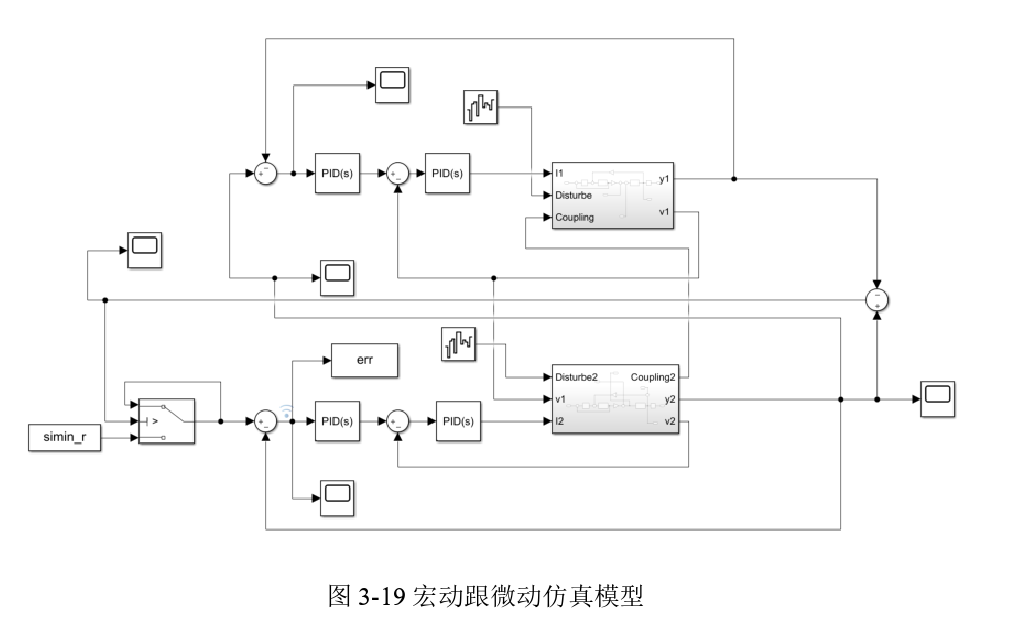 PID(s)
PID(s)
I1
Disturbe
Coupling
y1
v1
err
Disturbe2
v1
I2
Coupling2
y2
v2
simin_r
>
PID(s)
PID(s)
图 3-19 宏动跟微动仿真模型